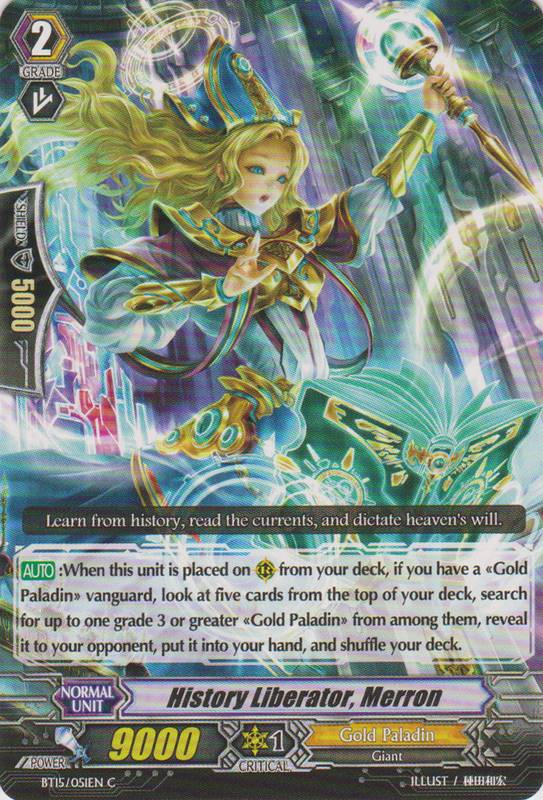 2
GRADE
SHIELD
5000
Learn from history, read the currents, and dictate heaven's will.
AUTO :When this unit is placed on from your deck, if you have a «Gold
Paladin» vanguard, look at five cards from the top of your deck, search
for up to one grade 3 or greater «Gold Paladin» from among them, reveal
it to your opponent, put it into your hand, and shuffle your deck.
NORMAL
UNIT
History Liberator, Merron
POWER
9000
1
CRITICAL
Gold Paladin
Giant
BT15/051EN C
ILLUST /